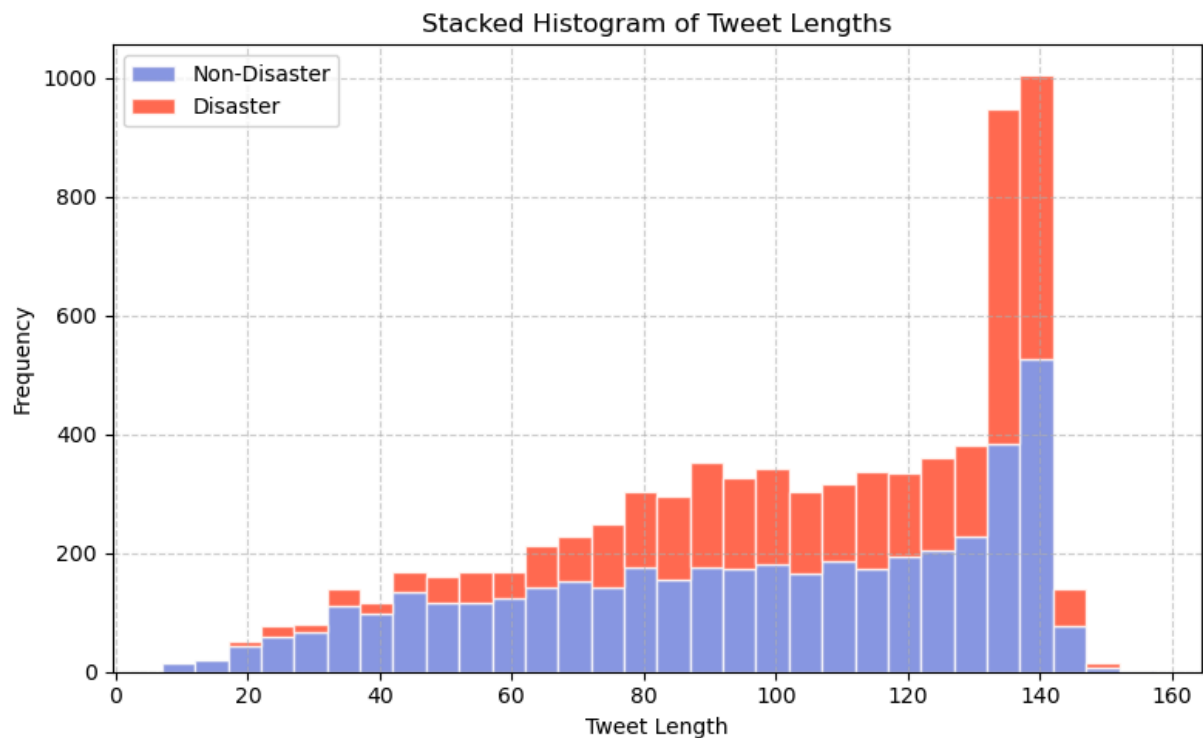 Stacked Histogram of Tweet Lengths
Non-Disaster
Disaster
1000
800
600
400
200
0
Frequency
0 20 40 60 80 100 120 140 160
Tweet Length